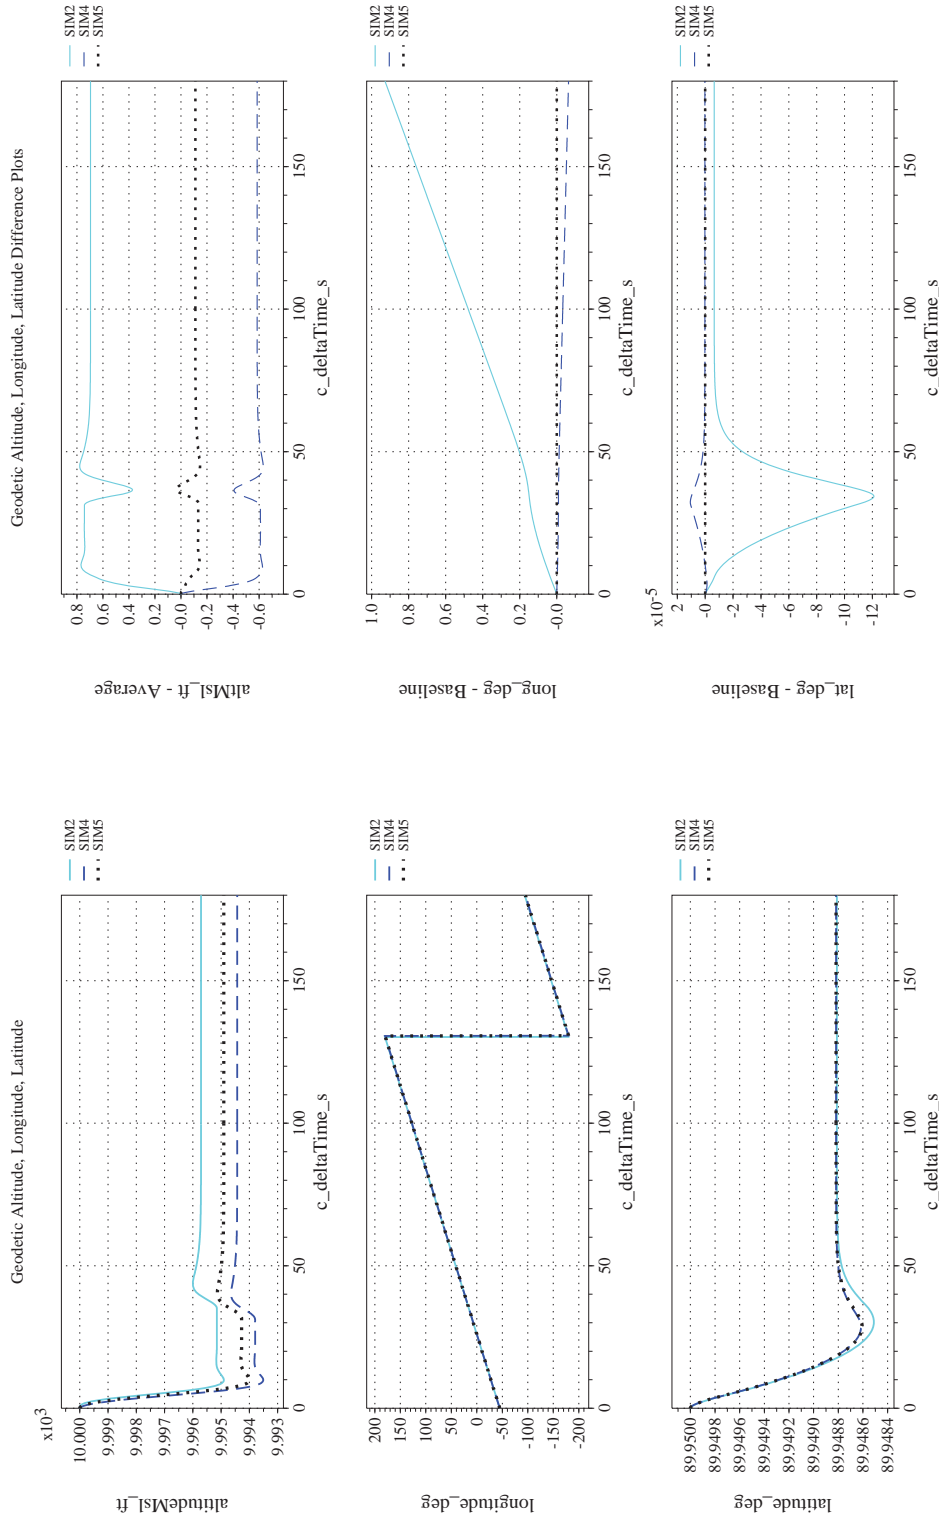 Geodetic Altitude, Longitude, Latitude
x10³
10.000
9.999
9.998
9.997
9.996
9.995
9.994
9.993
altitudeMsl_ft
0 50 100 150
c_deltaTime_s
SIM2
SIM4
SIM5
200
150
100
50
0
-50
-100
-150
-200
longitude_deg
0 50 100 150
c_deltaTime_s
SIM2
SIM4
SIM5
89.9500
89.9498
89.9496
89.9494
89.9492
89.9490
89.9488
89.9486
89.9484
latitude_deg
0 50 100 150
c_deltaTime_s
SIM2
SIM4
SIM5
Geodetic Altitude, Longitude, Latitude Difference Plots
0.8
0.6
0.4
0.2
-0.0
-0.2
-0.4
-0.6
altMsl_ft - Average
0 50 100 150
c_deltaTime_s
SIM2
SIM4
SIM5
1.0
0.8
0.6
0.4
0.2
-0.0
long_deg - Baseline
0 50 100 150
c_deltaTime_s
SIM2
SIM4
SIM5
x10⁻⁵
2
-0
-2
-4
-6
-8
-10
-12
lat_deg - Baseline
0 50 100 150
c_deltaTime_s
SIM2
SIM4
SIM5